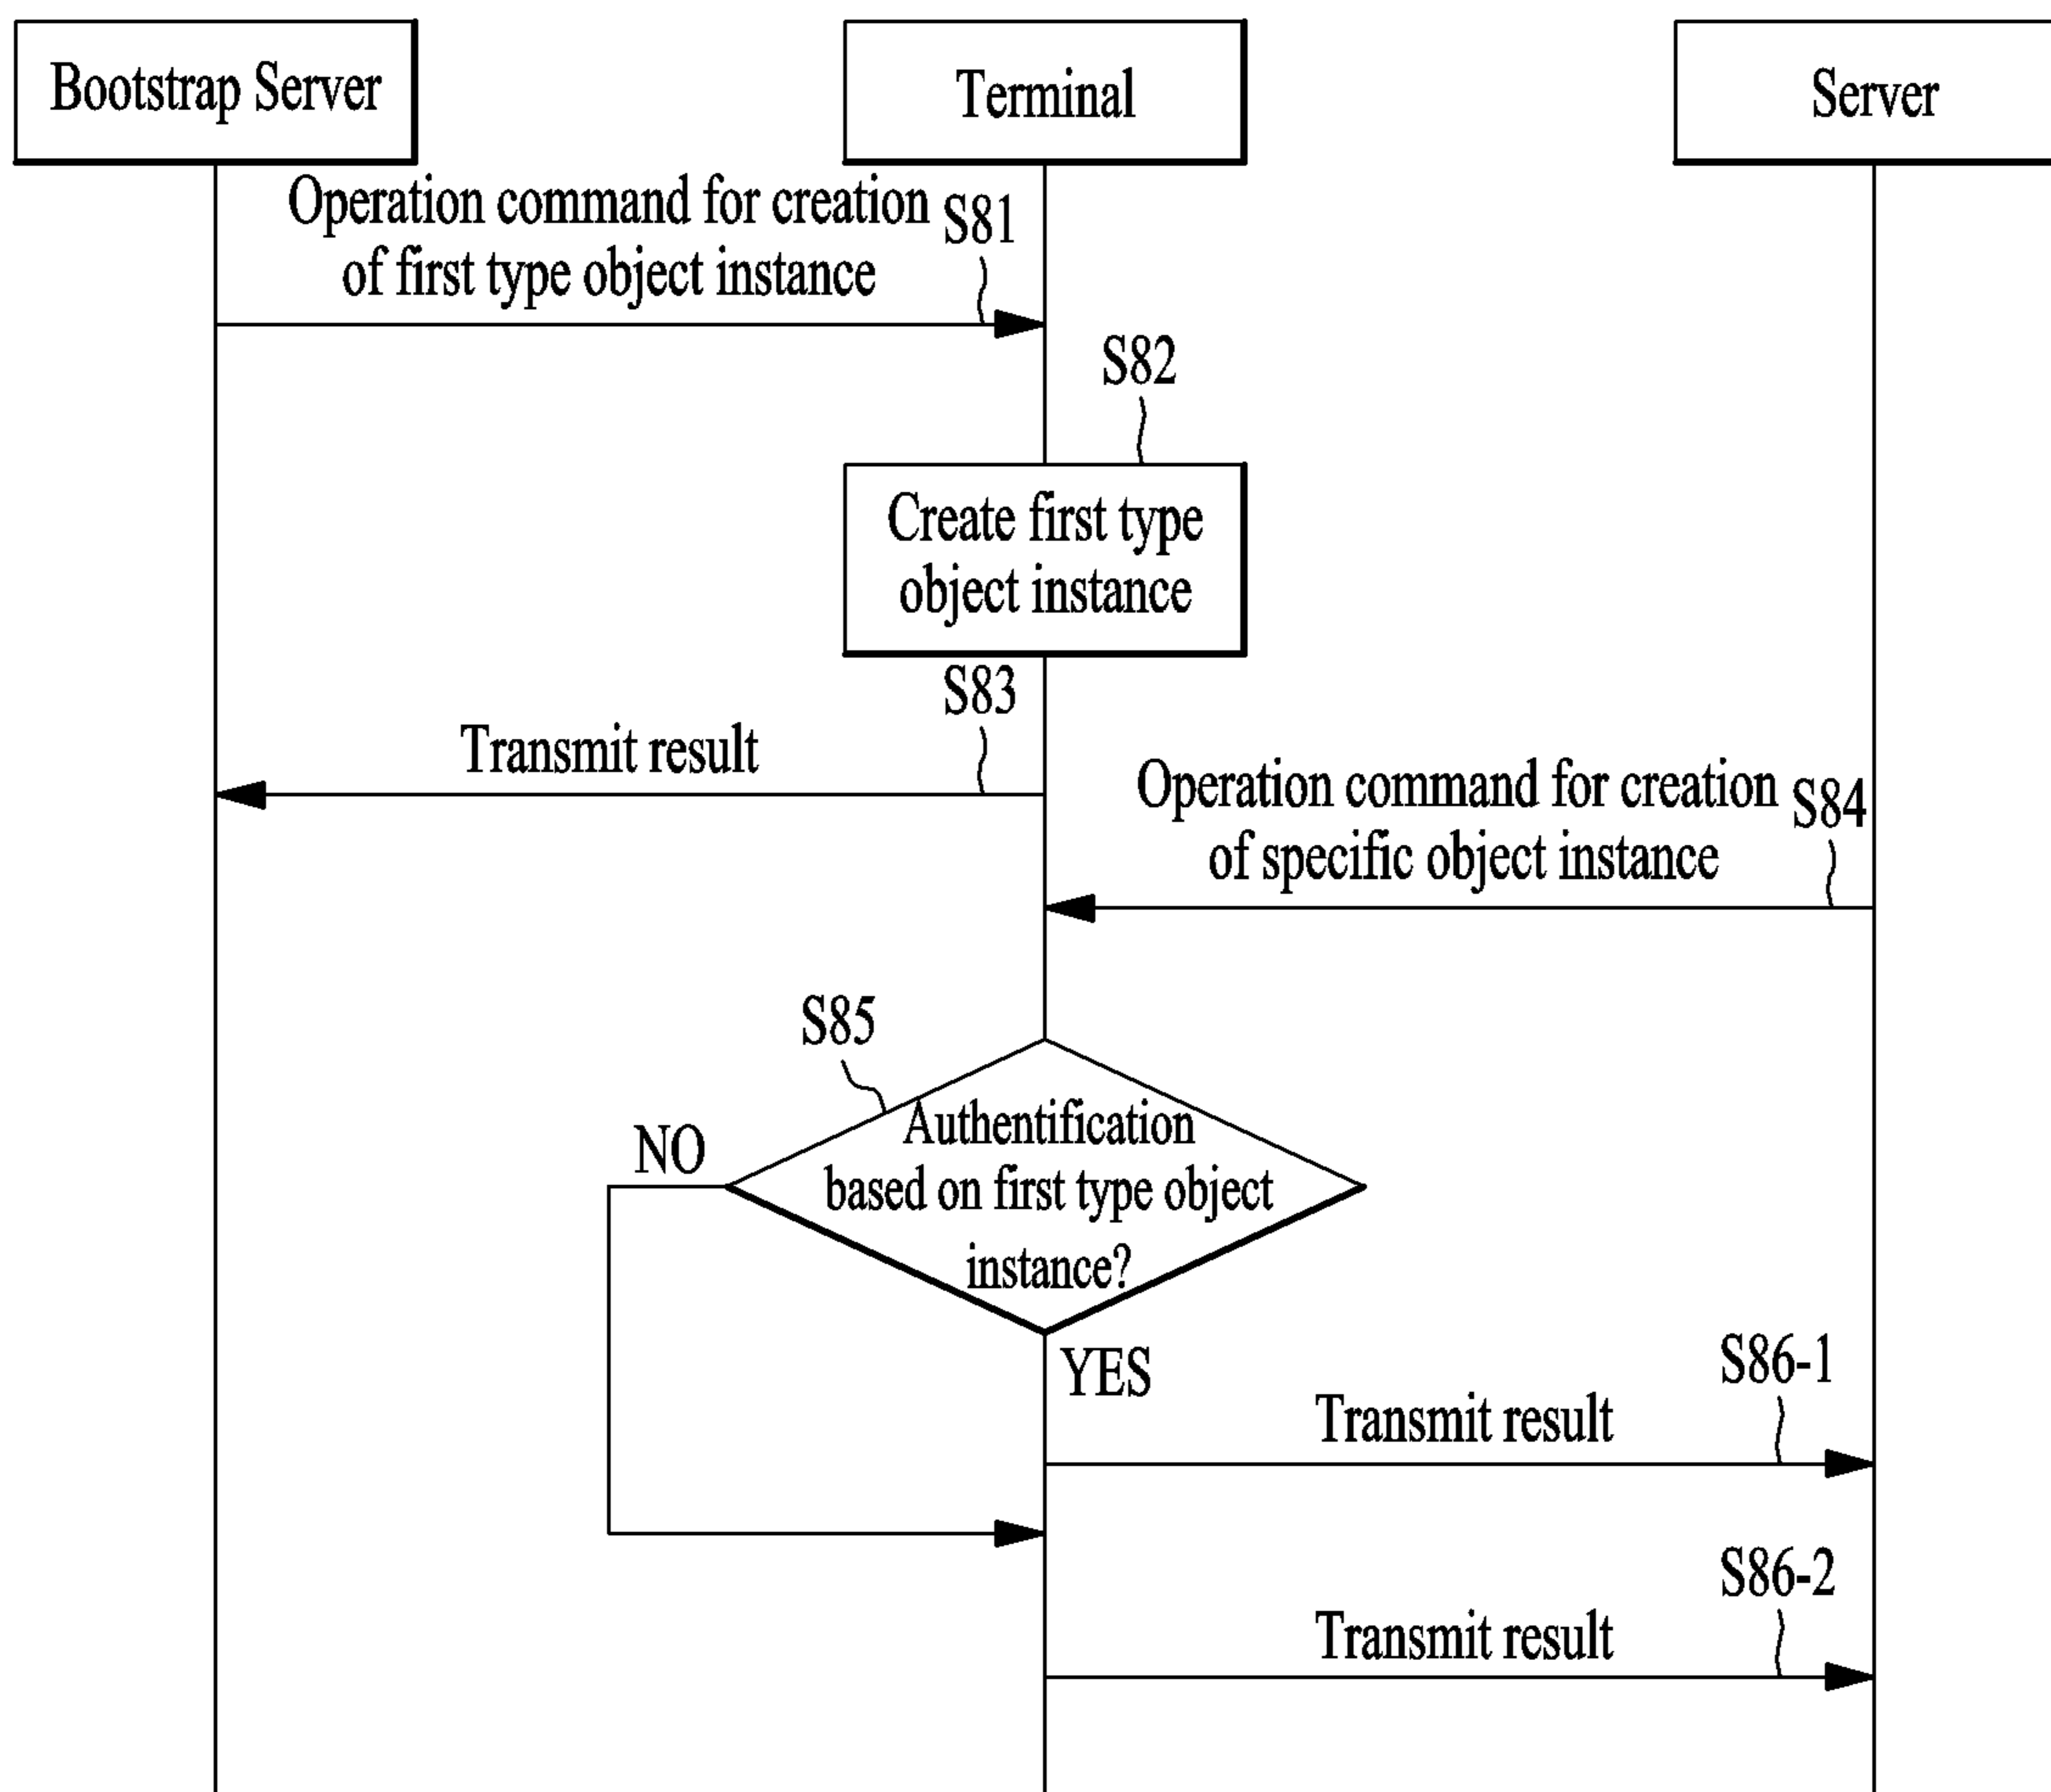 Bootstrap Server
Terminal
Server
Operation command for creation
of first type object instance
S81
S82
Create first type
object instance
S83
Transmit result
Operation command for creation
of specific object instance
S84
S85
Authentification
based on first type object
instance?
NO
YES
S86-1
Transmit result
S86-2
Transmit result